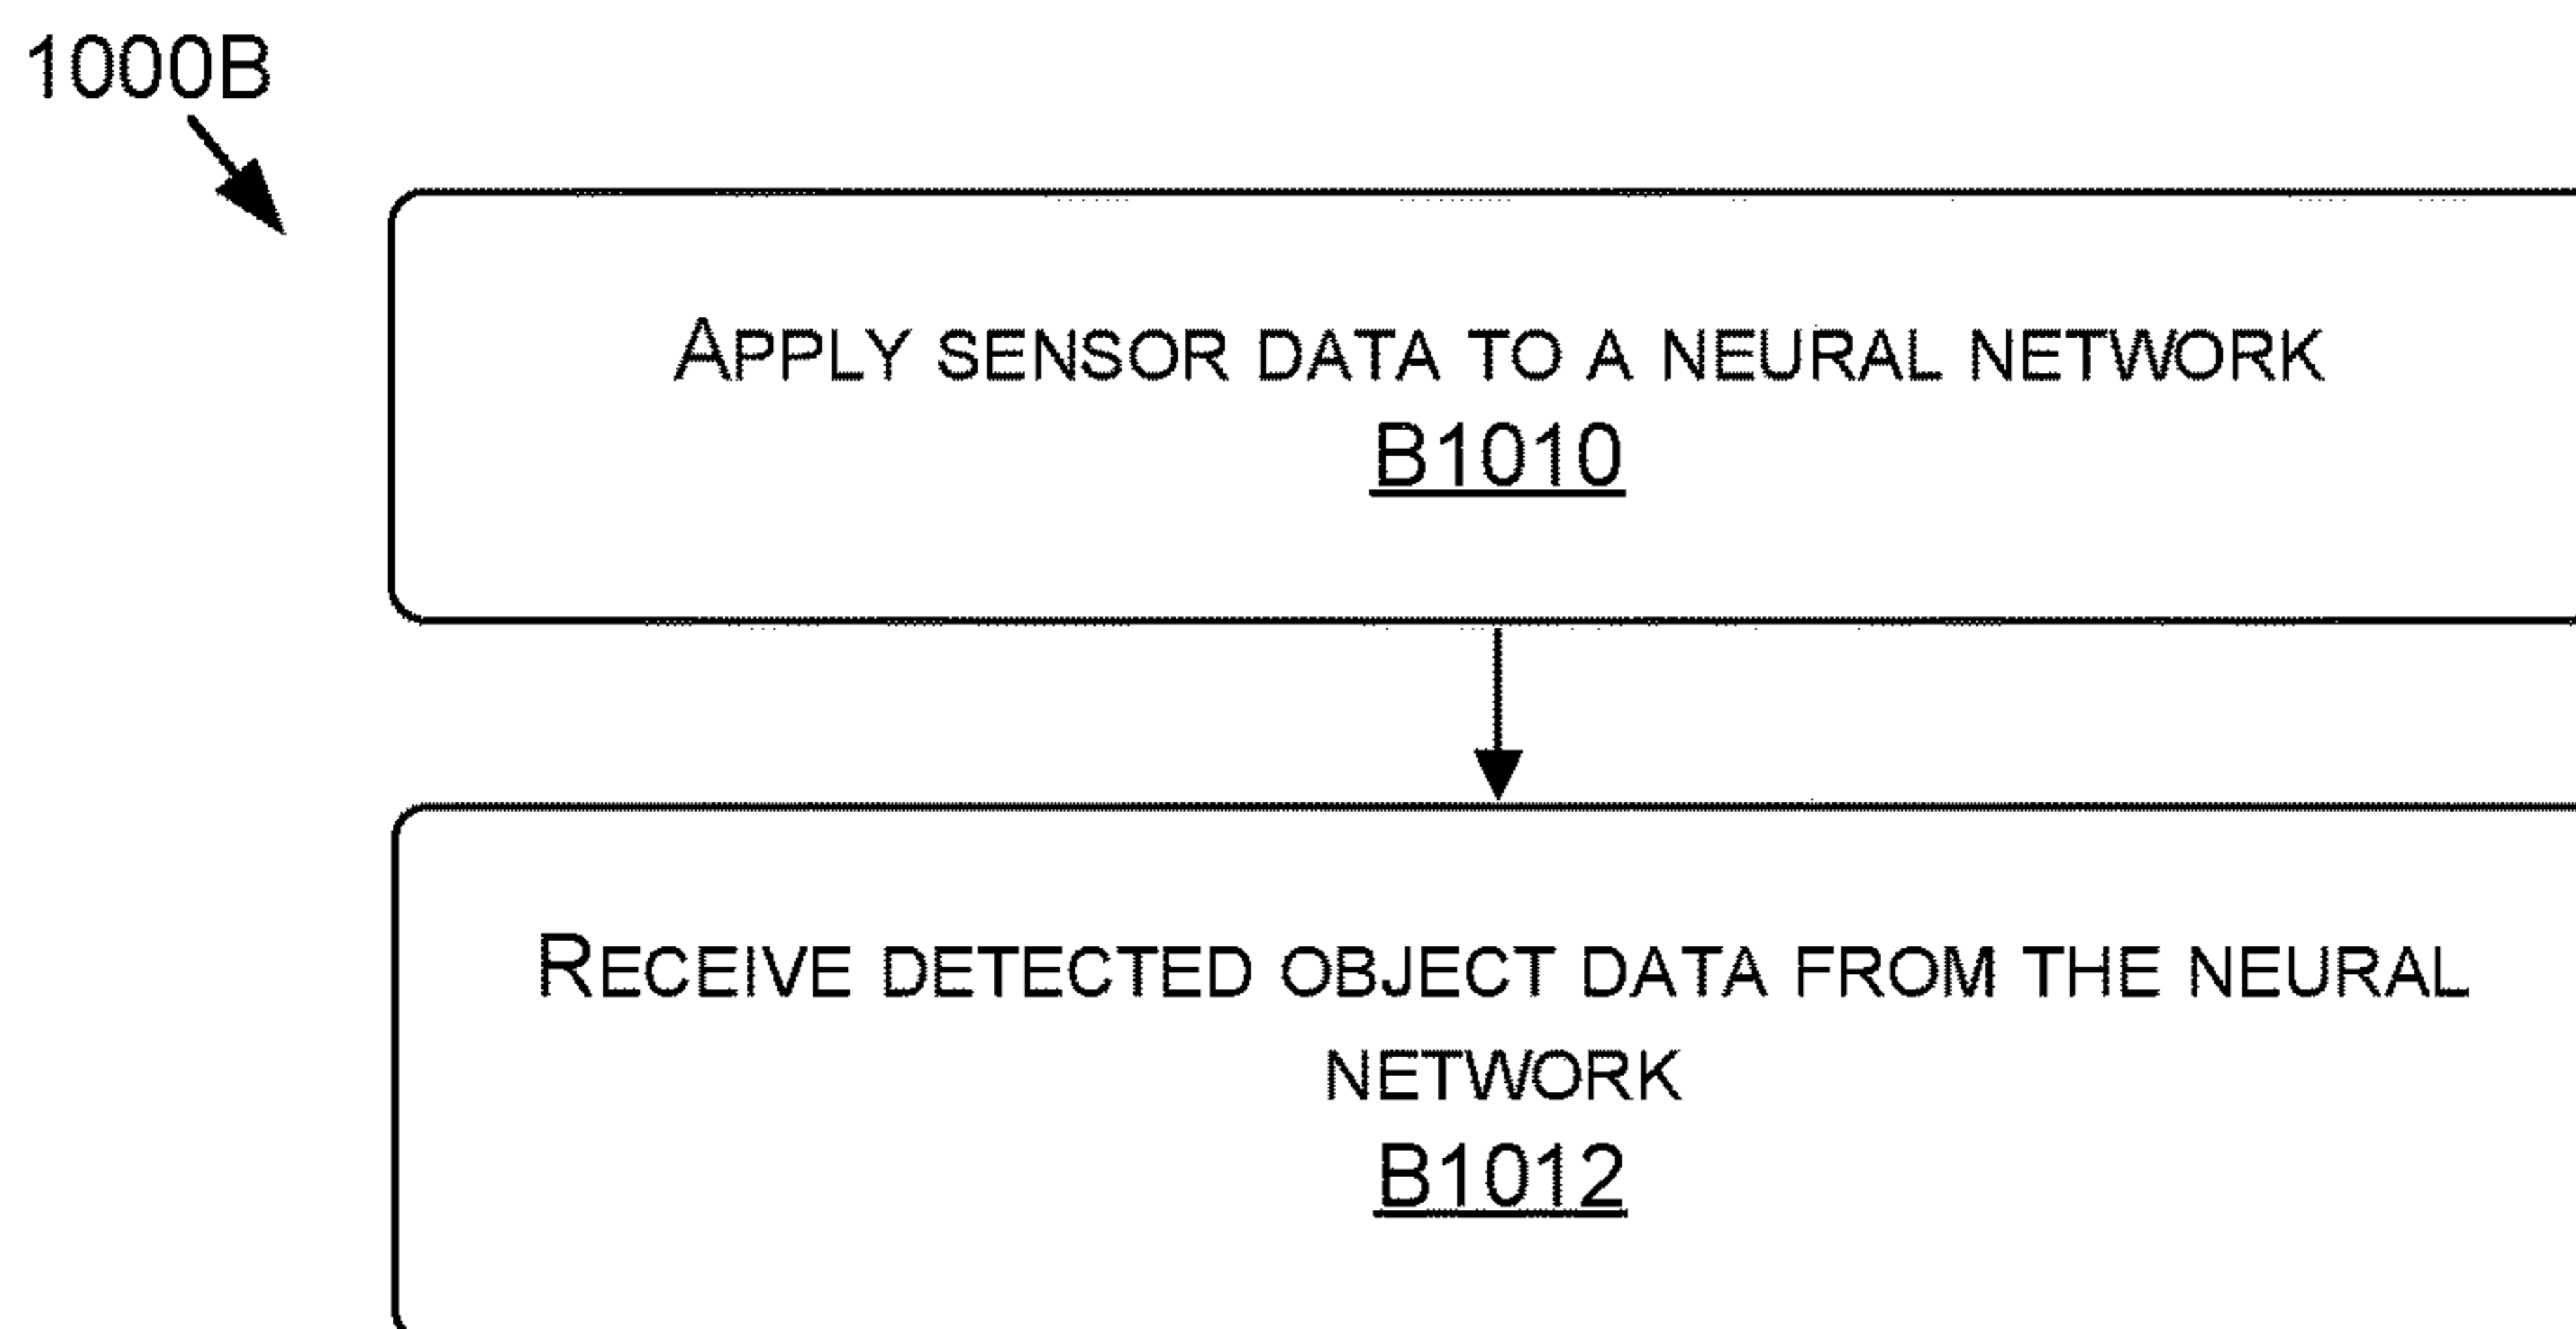 1000B
APPLY SENSOR DATA TO A NEURAL NETWORK
B1010
RECEIVE DETECTED OBJECT DATA FROM THE NEURAL
NETWORK
B1012